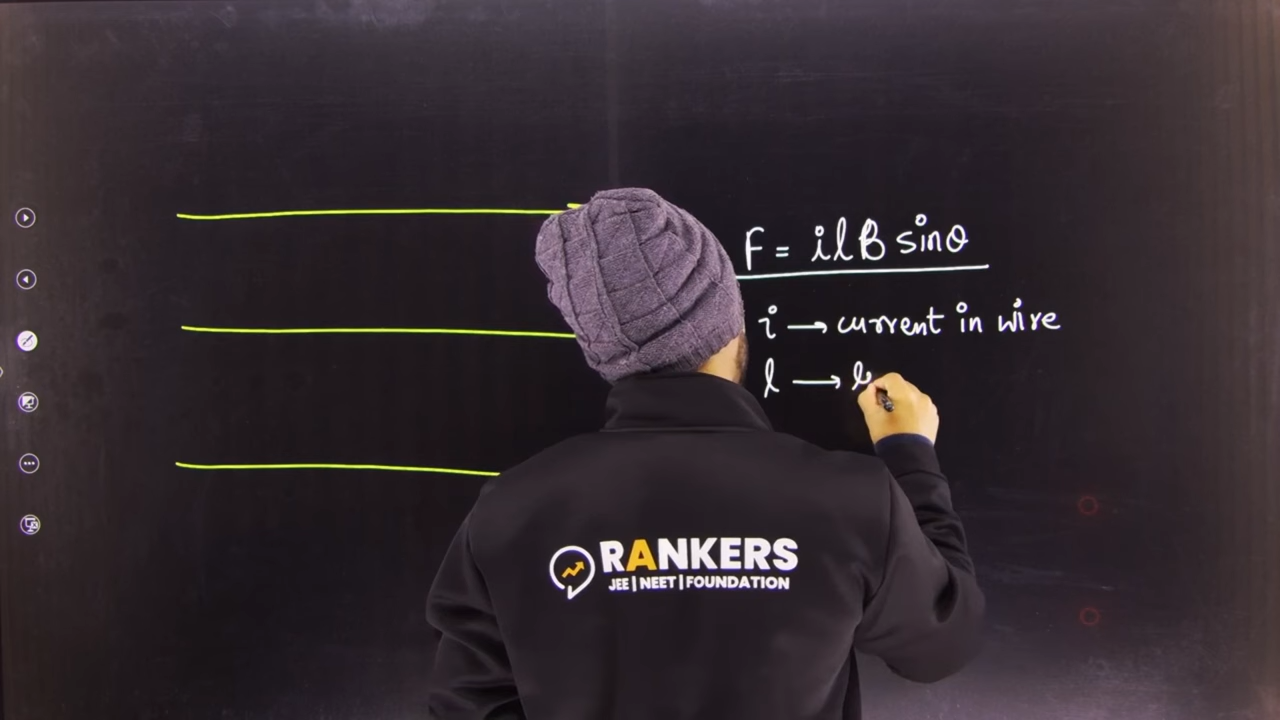 F = ilB sinθ
i → current in wire
l →
RANKERS
JEE | NEET | FOUNDATION